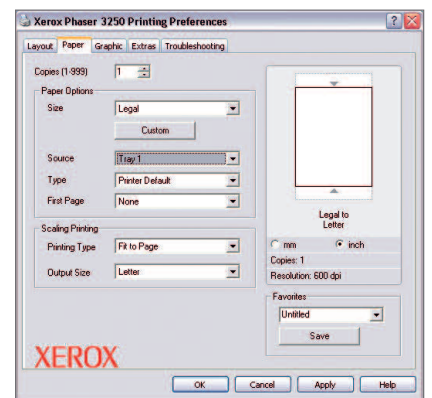 Xerox Phaser 3250 Printing Preferences
Layout Paper Graphic Extras Troubleshooting
Copies (1-999) 1
Paper Options
Size Legal
Custom
Source Tray 1
Type Printer Default
First Page None
Scaling Printing
Printing Type Fit to Page
Output Size Letter
Legal to
Letter
mm inch
Copies: 1
Resolution: 600 dpi
Favorites
Untitled
Save
XEROX
OK Cancel Apply Help